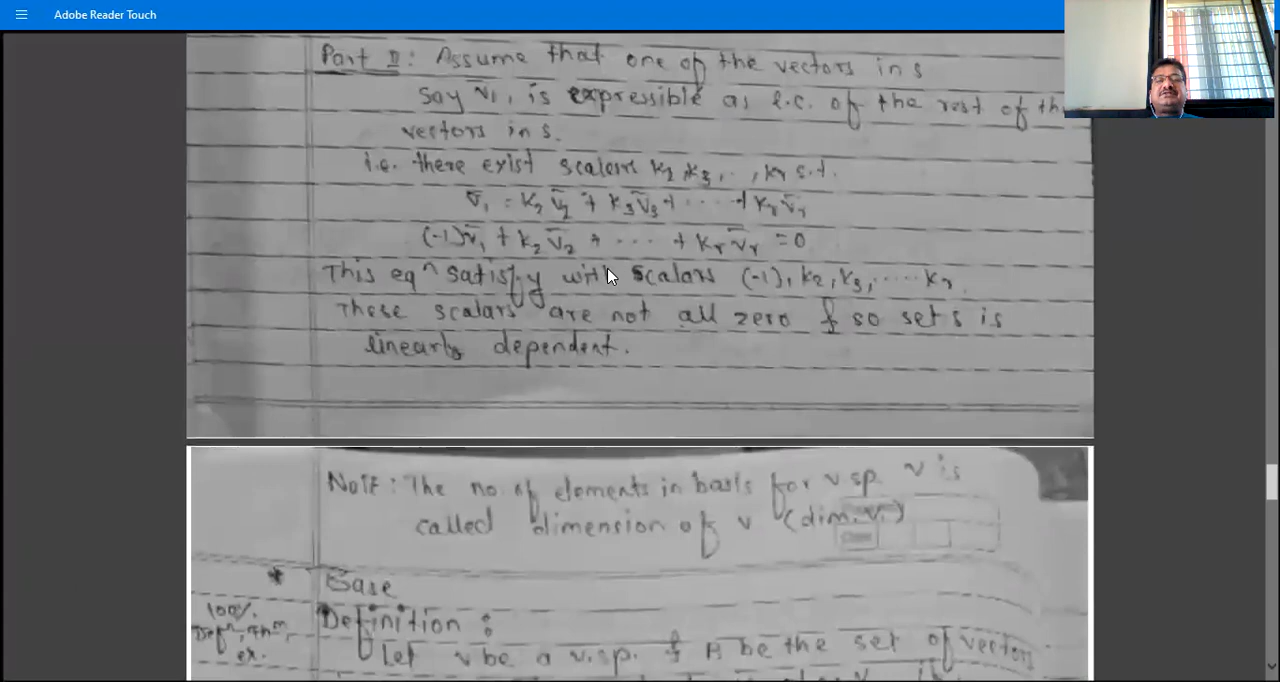 Adobe Reader Touch
Part II : Assume that one of the vectors in s
say v̄1, is expressible as l.c. of the rest of the
vectors in s.
i.e. there exist scalars k2, k3, .. , kr s.t.
v̄1 = k2 v̄2 + k3 v̄3 + ···· + kr v̄r
(-1)v̄1 + k2 v̄2 + ···· + kr v̄r = 0
This eqⁿ satisfy with scalars (-1), k2, k3, ····· kr.
These scalars are not all zero & so set s is
linearly dependent.
Note : The no. of elements in basis for v.sp. v is
called dimension of v (dim. v.)
* Base
100%
Defⁿ, Thᵐ,
ex.
Definition :
Let v be a v.sp. & A be the set of vectors